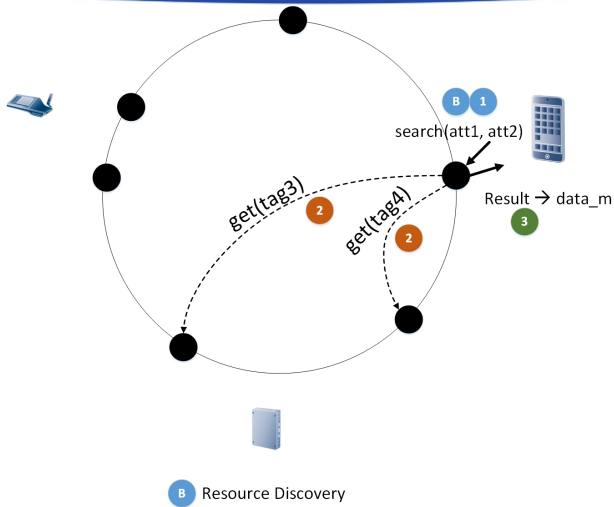 B 1
search(att1, att2)
get(tag3)
2
get(tag4)
2
Result → data_m
3
B Resource Discovery